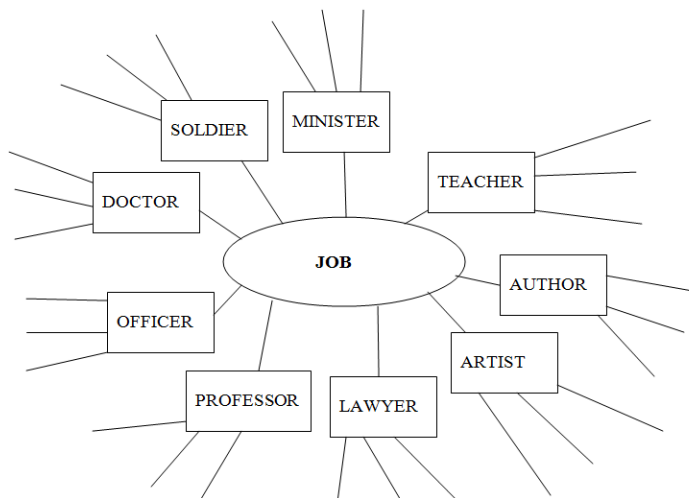 MINISTER
SOLDIER
TEACHER
DOCTOR
JOB
AUTHOR
OFFICER
ARTIST
PROFESSOR
LAWYER